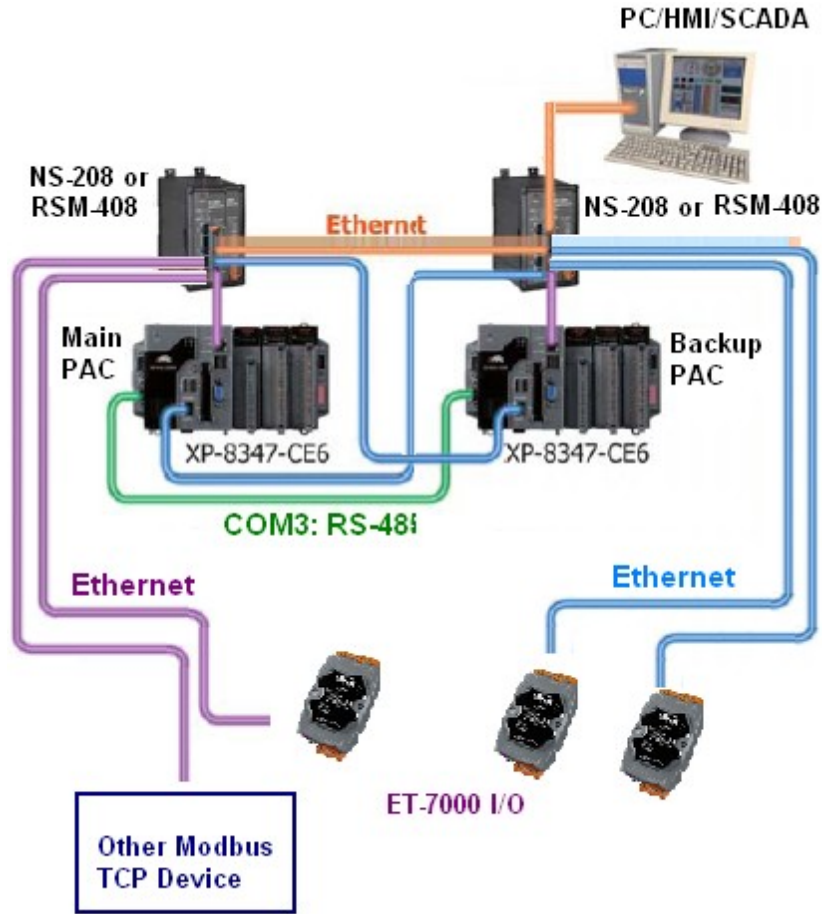 PC/HMI/SCADA
NS-208 or
RSM-408
NS-208 or RSM-408
Ethernet
Main
PAC
Backup
PAC
XP-8347-CE6
XP-8347-CE6
COM3: RS-485
Ethernet
Ethernet
ET-7000 I/O
Other Modbus
TCP Device